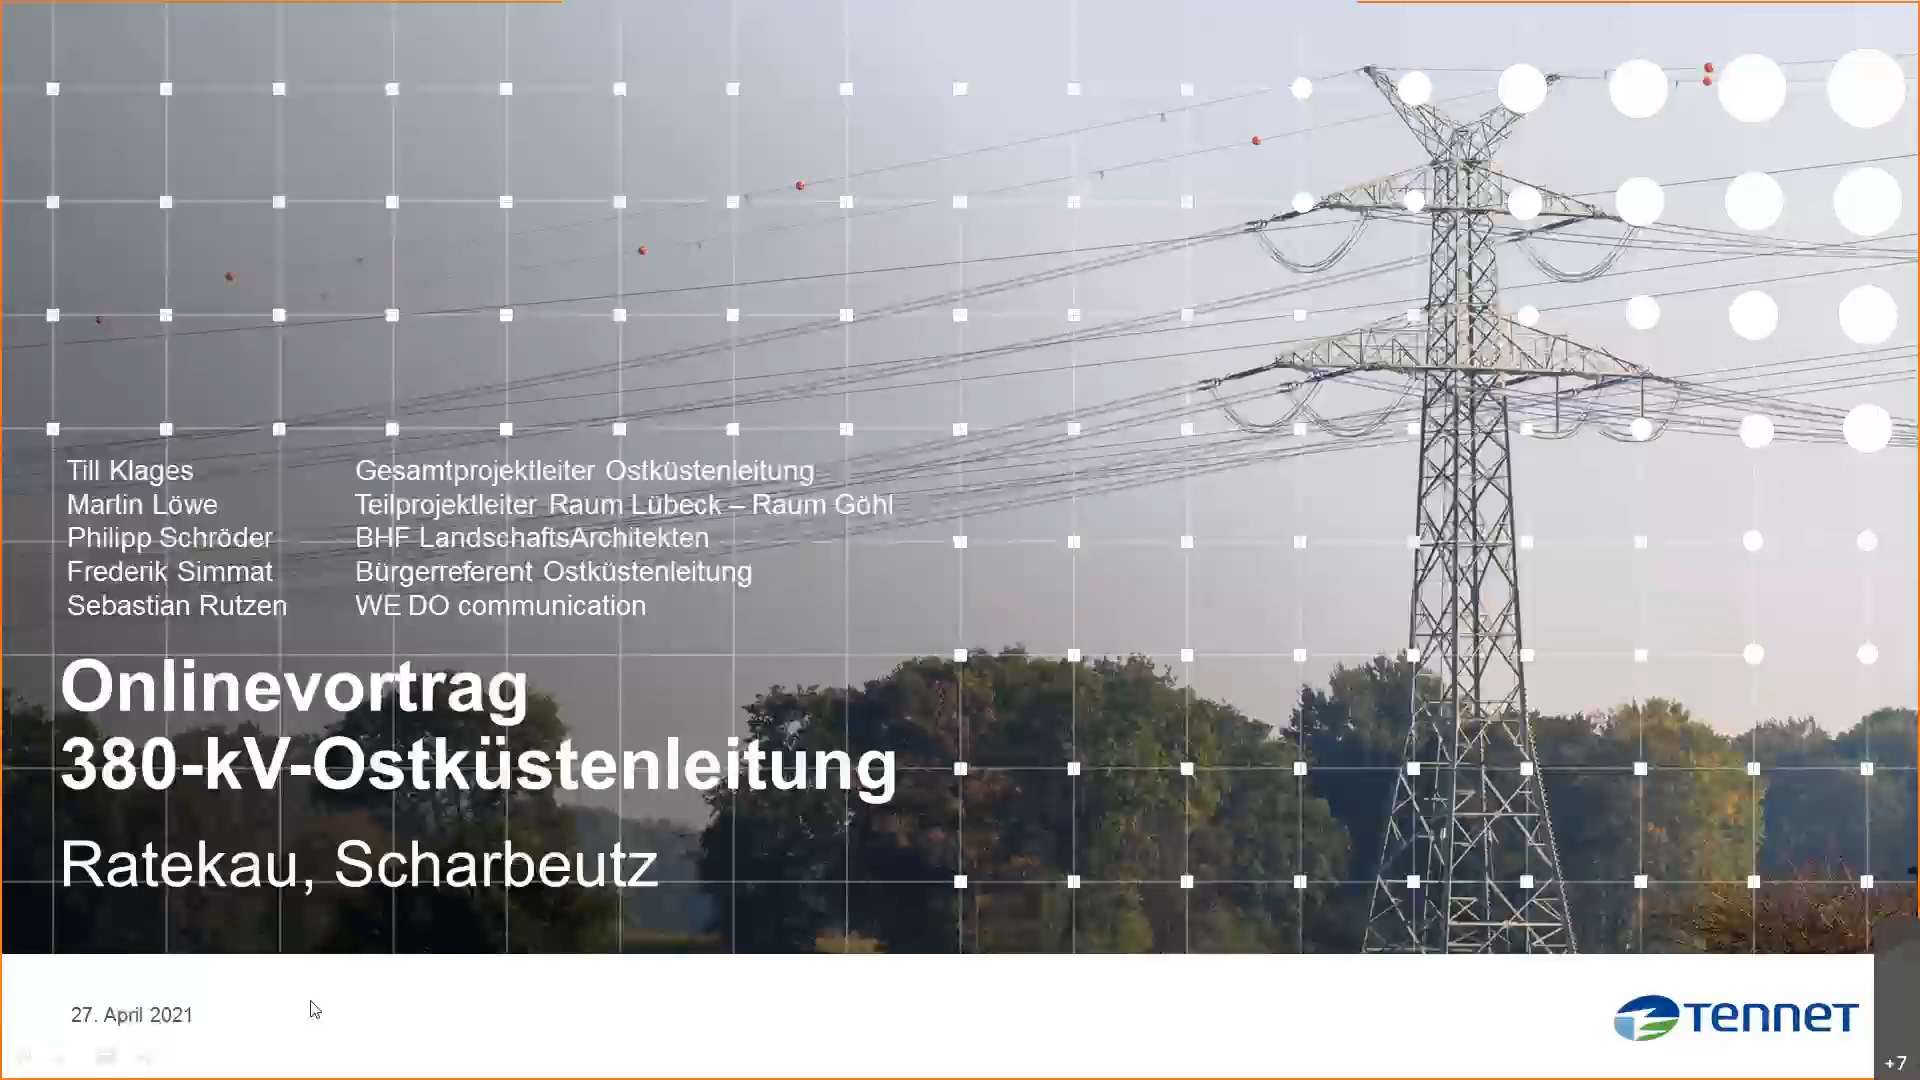 Till Klages Gesamtprojektleiter Ostküstenleitung
Martin Löwe Teilprojektleiter Raum Lübeck – Raum Göhl
Philipp Schröder BHF LandschaftsArchitekten
Frederik Simmat Bürgerreferent Ostküstenleitung
Sebastian Rutzen WE DO communication
Onlinevortrag
380-kV-Ostküstenleitung
Ratekau, Scharbeutz
27. April 2021
TenneT
+7